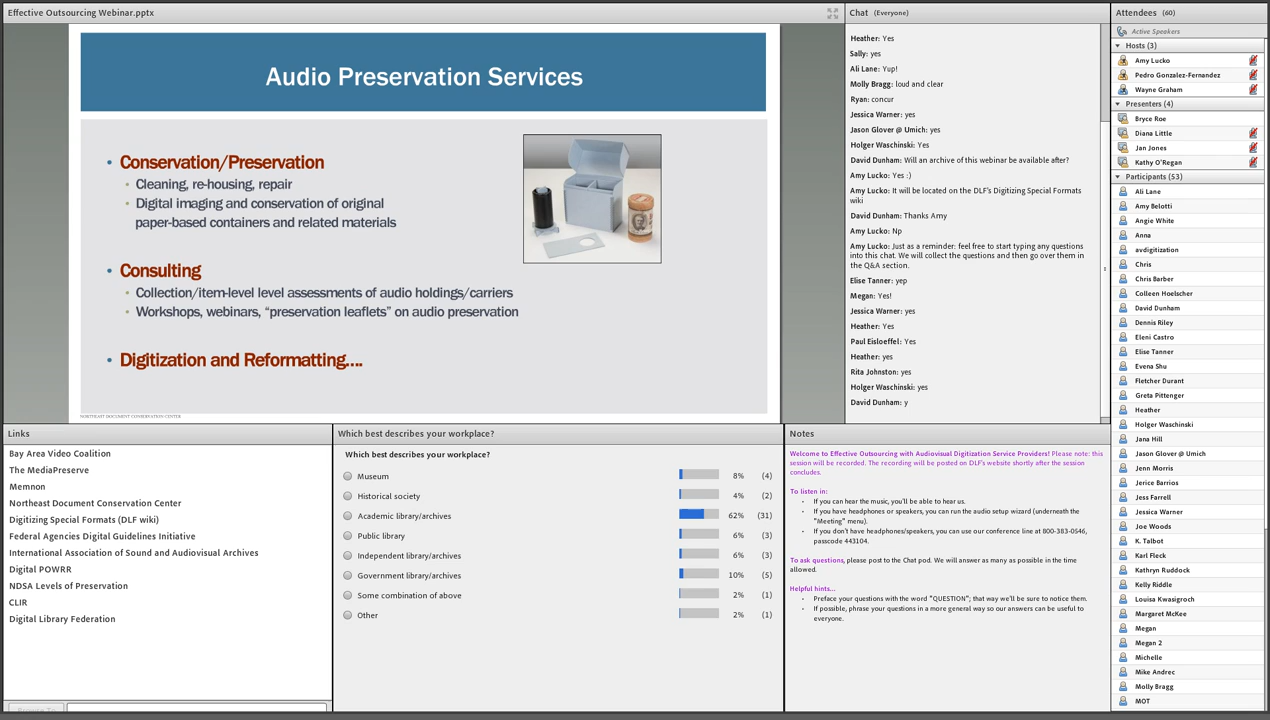 Effective Outsourcing Webinar.pptx
Audio Preservation Services
• Conservation/Preservation
• Cleaning, re-housing, repair
• Digital imaging and conservation of original
paper-based containers and related materials
• Consulting
• Collection/item-level level assessments of audio holdings/carriers
• Workshops, webinars, “preservation leaflets” on audio preservation
• Digitization and Reformatting....
NORTHEAST DOCUMENT CONSERVATION CENTER
Chat (Everyone)
Heather: Yes
Sally: yes
Ali Lane: Yup!
Molly Bragg: loud and clear
Ryan: concur
Jessica Warner: yes
Jason Glover @ Umich: yes
Holger Waschinski: Yes
David Dunham: Will an archive of this webinar be available after?
Amy Lucko: Yes :)
Amy Lucko: It will be located on the DLF's Digitizing Special Formats
wiki
David Dunham: Thanks Amy
Amy Lucko: Np
Amy Lucko: Just as a reminder: feel free to start typing any questions
into this chat. We will collect the questions and then go over them in
the Q&A section.
Elise Tanner: yep
Megan: Yes!
Jessica Warner: yes
Heather: Yes
Paul Eisloeffel: Yes
Heather: yes
Rita Johnston: yes
Holger Waschinski: yes
David Dunham: y
Attendees (60)
Active Speakers
Hosts (3)
Amy Lucko
Pedro Gonzalez-Fernandez
Wayne Graham
Presenters (4)
Bryce Roe
Diana Little
Jan Jones
Kathy O'Regan
Participants (53)
Ali Lane
Amy Belotti
Angie White
Anna
avdigitization
Chris
Chris Barber
Colleen Hoelscher
David Dunham
Dennis Riley
Eleni Castro
Elise Tanner
Evena Shu
Fletcher Durant
Greta Pittenger
Heather
Holger Waschinski
Jana Hill
Jason Glover @ Umich
Jenn Morris
Jerice Barrios
Jess Farrell
Jessica Warner
Joe Woods
K. Talbot
Karl Fleck
Kathryn Ruddock
Kelly Riddle
Louisa Kwasigroch
Margaret McKee
Megan
Megan 2
Michelle
Mike Andrec
Molly Bragg
MOT
Links
Bay Area Video Coalition
The MediaPreserve
Memnon
Northeast Document Conservation Center
Digitizing Special Formats (DLF wiki)
Federal Agencies Digital Guidelines Initiative
International Association of Sound and Audiovisual Archives
Digital POWRR
NDSA Levels of Preservation
CLIR
Digital Library Federation
Browse To
Which best describes your workplace?
Which best describes your workplace?
Museum 8% (4)
Historical society 4% (2)
Academic library/archives 62% (31)
Public library 6% (3)
Independent library/archives 6% (3)
Government library/archives 10% (5)
Some combination of above 2% (1)
Other 2% (1)
Notes
Welcome to Effective Outsourcing with Audiovisual Digitization Service Providers! Please note: this
session will be recorded. The recording will be posted on DLF's website shortly after the session
concludes.
To listen in:
• If you can hear the music, you'll be able to hear us.
• If you have headphones or speakers, you can run the audio setup wizard (underneath the
"Meeting" menu).
• If you don't have headphones/speakers, you can use our conference line at 800-383-0546,
passcode 443104.
To ask questions, please post to the Chat pod. We will answer as many as possible in the time
allowed.
Helpful hints...
• Preface your questions with the word "QUESTION"; that way we'll be sure to notice them.
• If possible, phrase your questions in a more general way so our answers can be useful to
everyone.